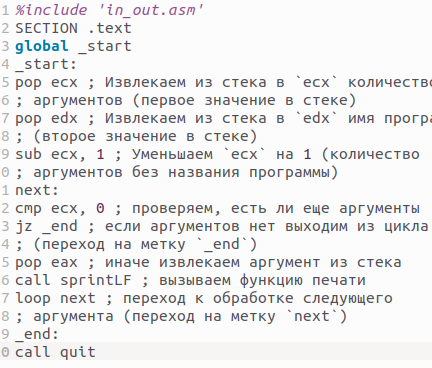 1 %include 'in_out.asm'
2 SECTION .text
3 global _start
4 _start:
5 pop ecx ; Извлекаем из стека в `ecx` количество
6 ; аргументов (первое значение в стеке)
7 pop edx ; Извлекаем из стека в `edx` имя прогр
8 ; (второе значение в стеке)
9 sub ecx, 1 ; Уменьшаем `ecx` на 1 (количество
0 ; аргументов без названия программы)
1 next:
2 cmp ecx, 0 ; проверяем, есть ли еще аргументы
3 jz _end ; если аргументов нет выходим из цикла
4 ; (переход на метку `_end`)
5 pop eax ; иначе извлекаем аргумент из стека
6 call sprintLF ; вызываем функцию печати
7 loop next ; переход к обработке следующего
8 ; аргумента (переход на метку `next`)
9 _end:
0 call quit